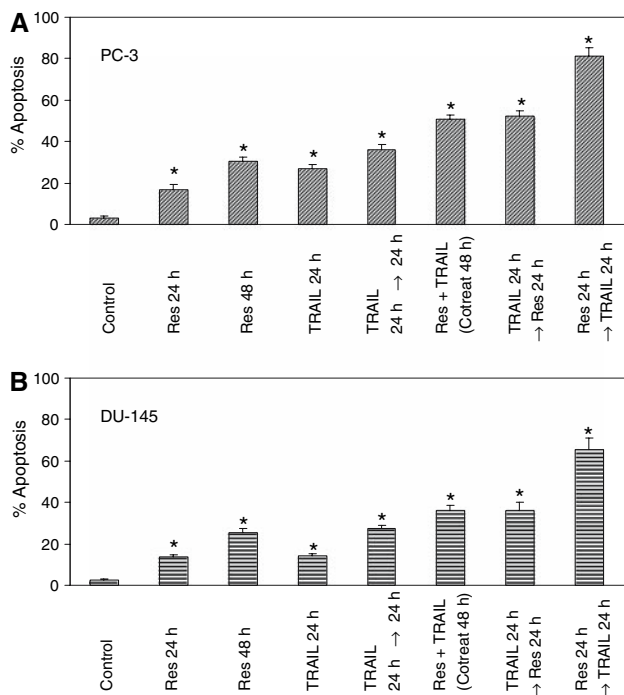 A
PC-3
% Apoptosis
100
80
60
40
20
0
*
*
*
*
*
*
*
Control
Res 24 h
Res 48 h
TRAIL 24 h
TRAIL
24 h → 24 h
Res + TRAIL
(Cotreat 48 h)
TRAIL 24 h
→ Res 24 h
Res 24 h
→ TRAIL 24 h
B
DU-145
% Apoptosis
100
80
60
40
20
0
*
*
*
*
*
*
*
Control
Res 24 h
Res 48 h
TRAIL 24 h
TRAIL
24 h → 24 h
Res + TRAIL
(Cotreat 48 h)
TRAIL 24 h
→ Res 24 h
Res 24 h
→ TRAIL 24 h